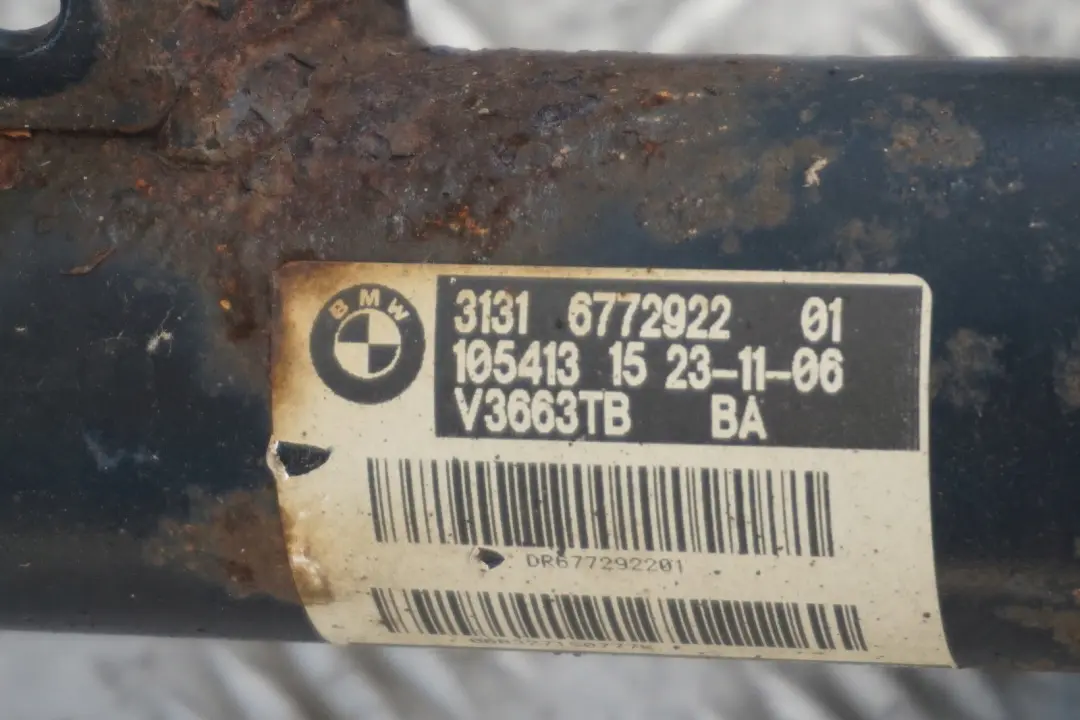 BMW
3131 6772922 01
105413 15 23-11-06
V3663TB BA
DR677292201